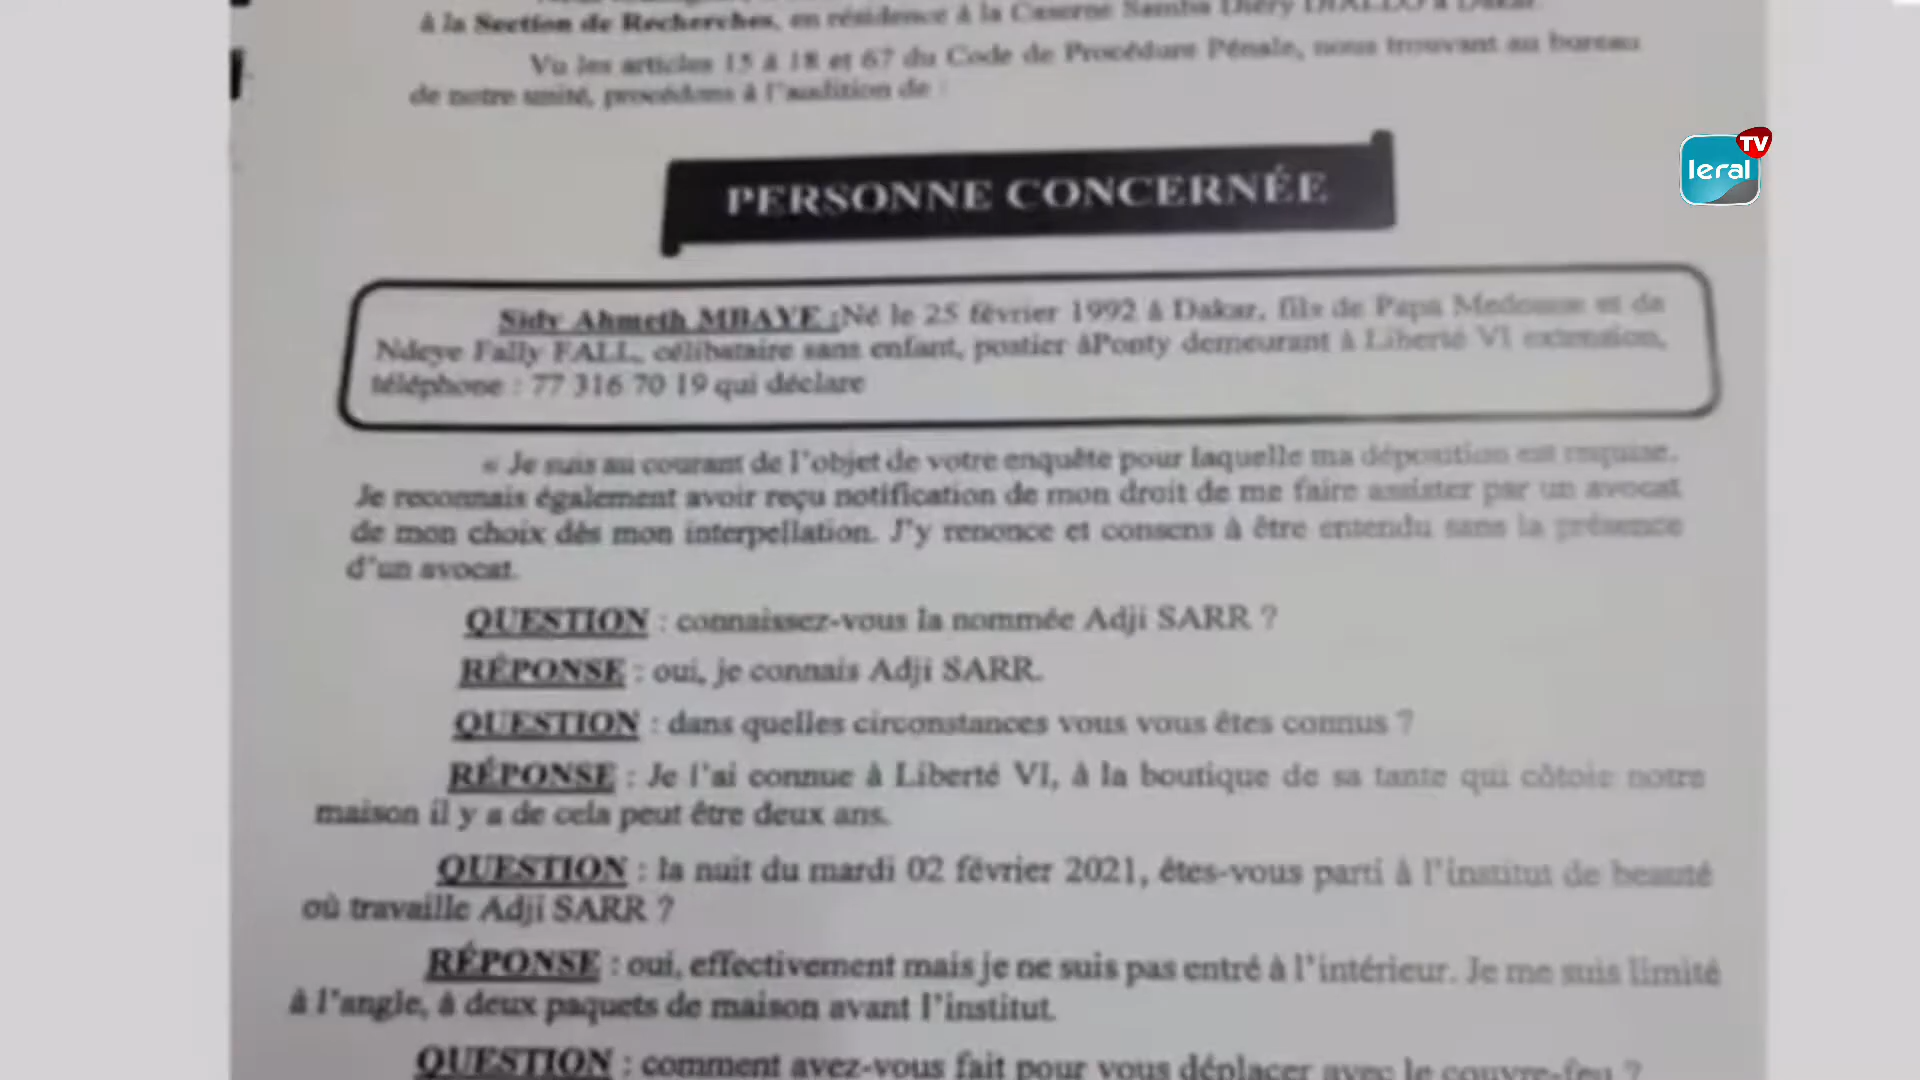 à la Section de Recherches, en résidence à la Caserne Samba Diéry DIALLO à Dakar.
Vu les articles 15 à 18 et 67 du Code de Procédure Pénale, nous trouvant au bureau
de notre unité, procédons à l'audition de :
TV
leral
PERSONNE CONCERNÉE
Sidy Ahmeth MBAYE :Né le 25 février 1992 à Dakar, fils de Papa Medoune et de
Ndeye Fally FALL, célibataire sans enfant, postier àPonty demeurant à Liberté VI extension,
téléphone : 77 316 70 19 qui déclare
« Je suis au courant de l'objet de votre enquête pour laquelle ma déposition est requise.
Je reconnais également avoir reçu notification de mon droit de me faire assister par un avocat
de mon choix dès mon interpellation. J'y renonce et consens à être entendu sans la présence
d'un avocat.
QUESTION : connaissez-vous la nommée Adji SARR ?
RÉPONSE : oui, je connais Adji SARR.
QUESTION : dans quelles circonstances vous vous êtes connus ?
RÉPONSE : Je l'ai connue à Liberté VI, à la boutique de sa tante qui côtoie notre
maison il y a de cela peut être deux ans.
QUESTION : la nuit du mardi 02 février 2021, êtes-vous parti à l'institut de beauté
où travaille Adji SARR ?
RÉPONSE : oui, effectivement mais je ne suis pas entré à l'intérieur. Je me suis limité
à l'angle, à deux paquets de maison avant l'institut.
QUESTION : comment avez-vous fait pour vous déplacer avec le couvre-feu ?